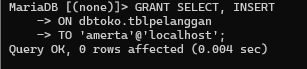 MariaDB [(none)]> GRANT SELECT, INSERT
    -> ON dbtoko.tblpelanggan
    -> TO 'amerta'@'localhost';
Query OK, 0 rows affected (0.004 sec)